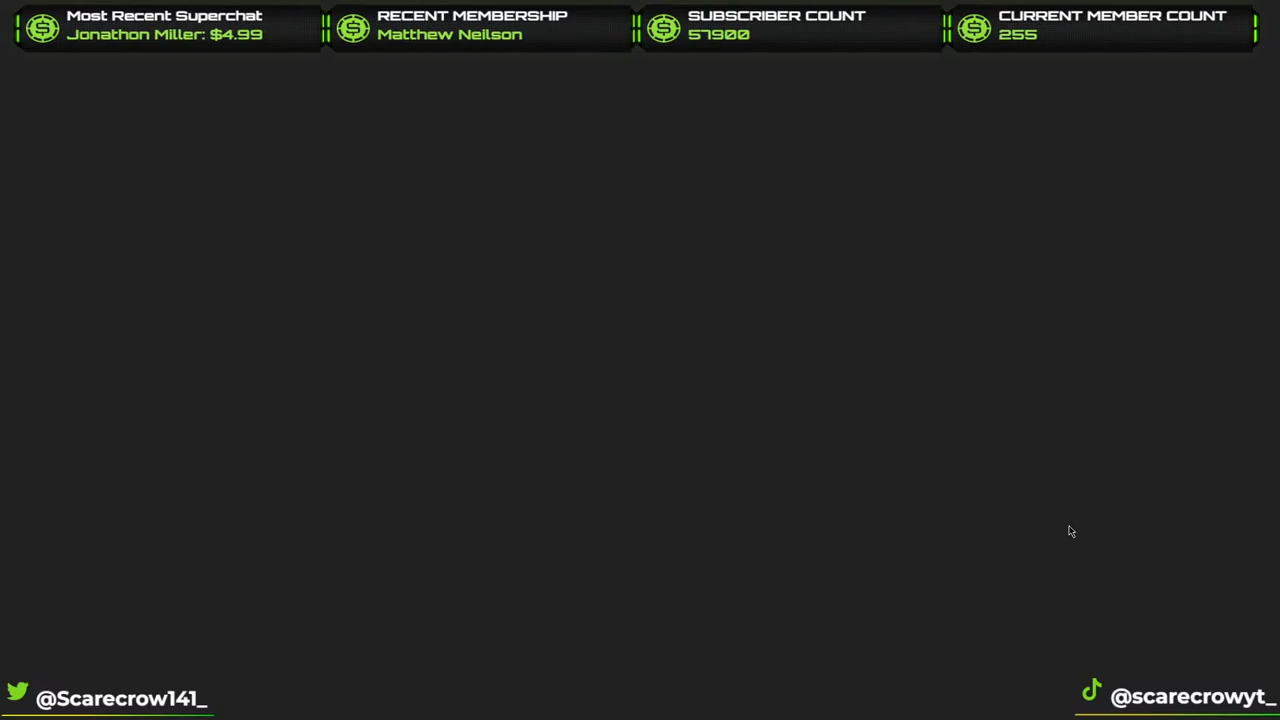 Most Recent Superchat
Jonathon Miller: $4.99
RECENT MEMBERSHIP
Matthew Neilson
SUBSCRIBER COUNT
57900
CURRENT MEMBER COUNT
255
@Scarecrow141_
@scarecrowyt_